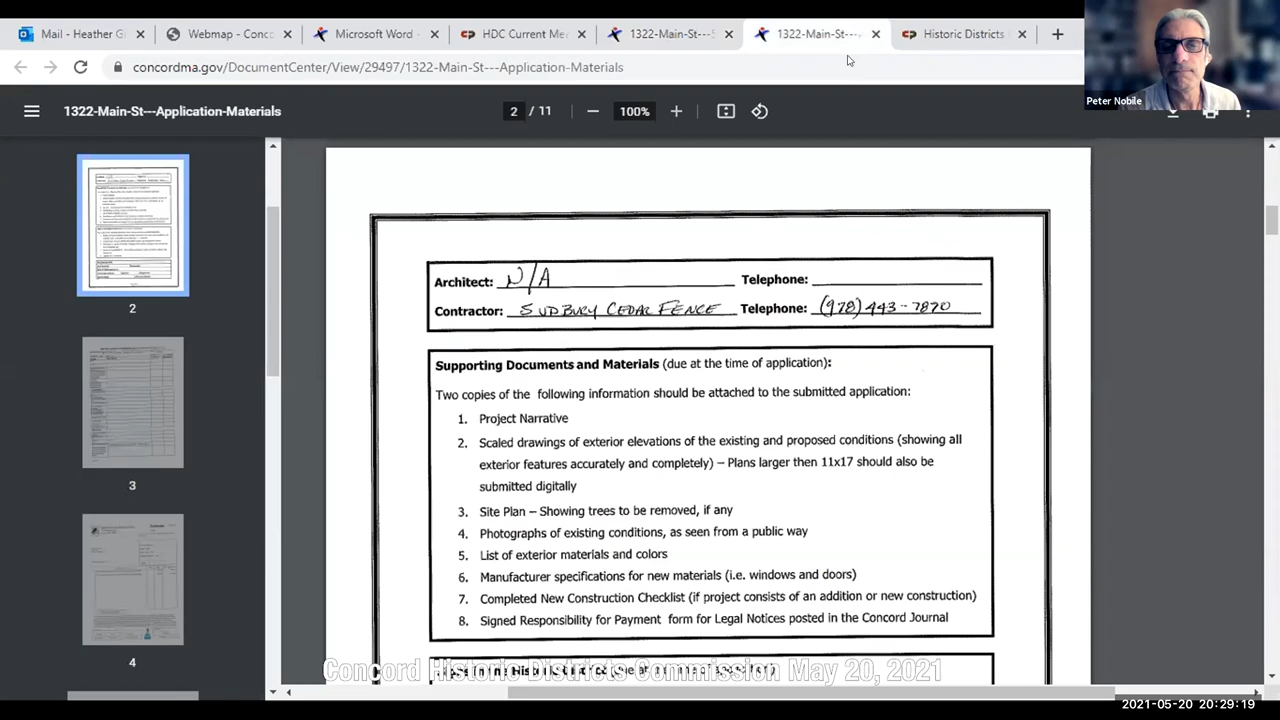 Mail - Heather G
Webmap - Conco
Microsoft Word -
HDC Current Me
1322-Main-St---S
1322-Main-St---
Historic Districts
concordma.gov/DocumentCenter/View/29497/1322-Main-St---Application-Materials
1322-Main-St---Application-Materials
2 / 11
100%
Peter Nobile
2
3
4
Architect: N/A Telephone:
Contractor: SUDBURY CEDAR FENCE Telephone: (978) 443-7870
Supporting Documents and Materials (due at the time of application):
Two copies of the following information should be attached to the submitted application:
1. Project Narrative
2. Scaled drawings of exterior elevations of the existing and proposed conditions (showing all
exterior features accurately and completely) – Plans larger then 11x17 should also be
submitted digitally
3. Site Plan – Showing trees to be removed, if any
4. Photographs of existing conditions, as seen from a public way
5. List of exterior materials and colors
6. Manufacturer specifications for new materials (i.e. windows and doors)
7. Completed New Construction Checklist (if project consists of an addition or new construction)
8. Signed Responsibility for Payment form for Legal Notices posted in the Concord Journal
Concord Historic Districts Commission May 20, 2021
2021-05-20 20:29:19